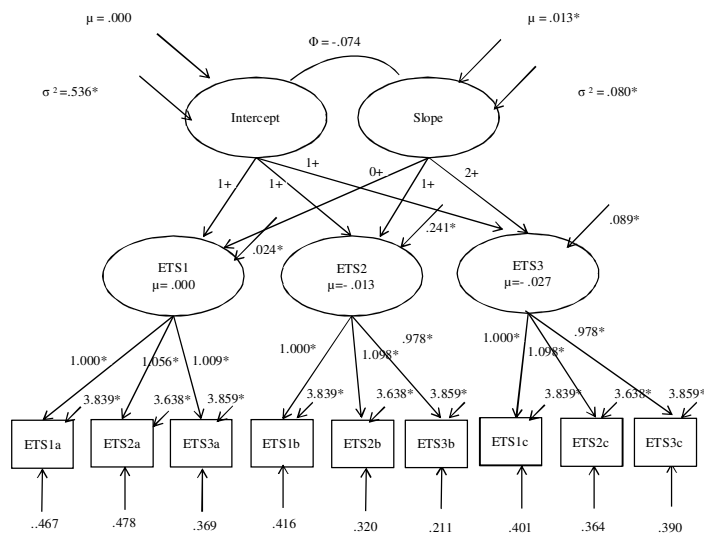 μ = .000
μ = .013*
Φ = -.074
σ ² =.536*
σ ² = .080*
Intercept
Slope
1+
0+
2+
1+
1+
1+
.024*
.241*
.089*
ETS1
μ= .000
ETS2
μ=- .013
ETS3
μ=- .027
1.000*
1.056*
1.009*
1.000*
1.098*
.978*
1.000*
1.098*
.978*
3.839*
3.638*
3.859*
3.839*
3.638*
3.859*
3.839*
3.638*
3.859*
ETS1a
ETS2a
ETS3a
ETS1b
ETS2b
ETS3b
ETS1c
ETS2c
ETS3c
..467
.478
.369
.416
.320
.211
.401
.364
.390